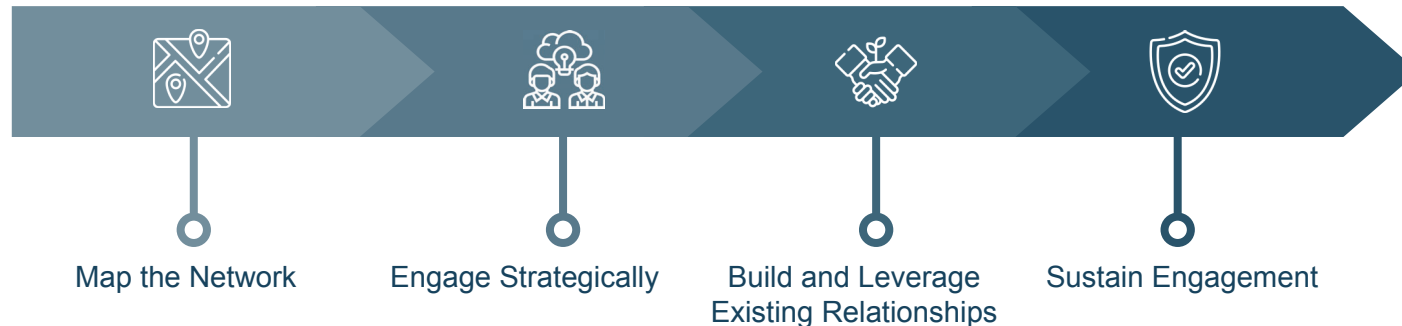 Map the Network
Engage Strategically
Build and Leverage
Existing Relationships
Sustain Engagement